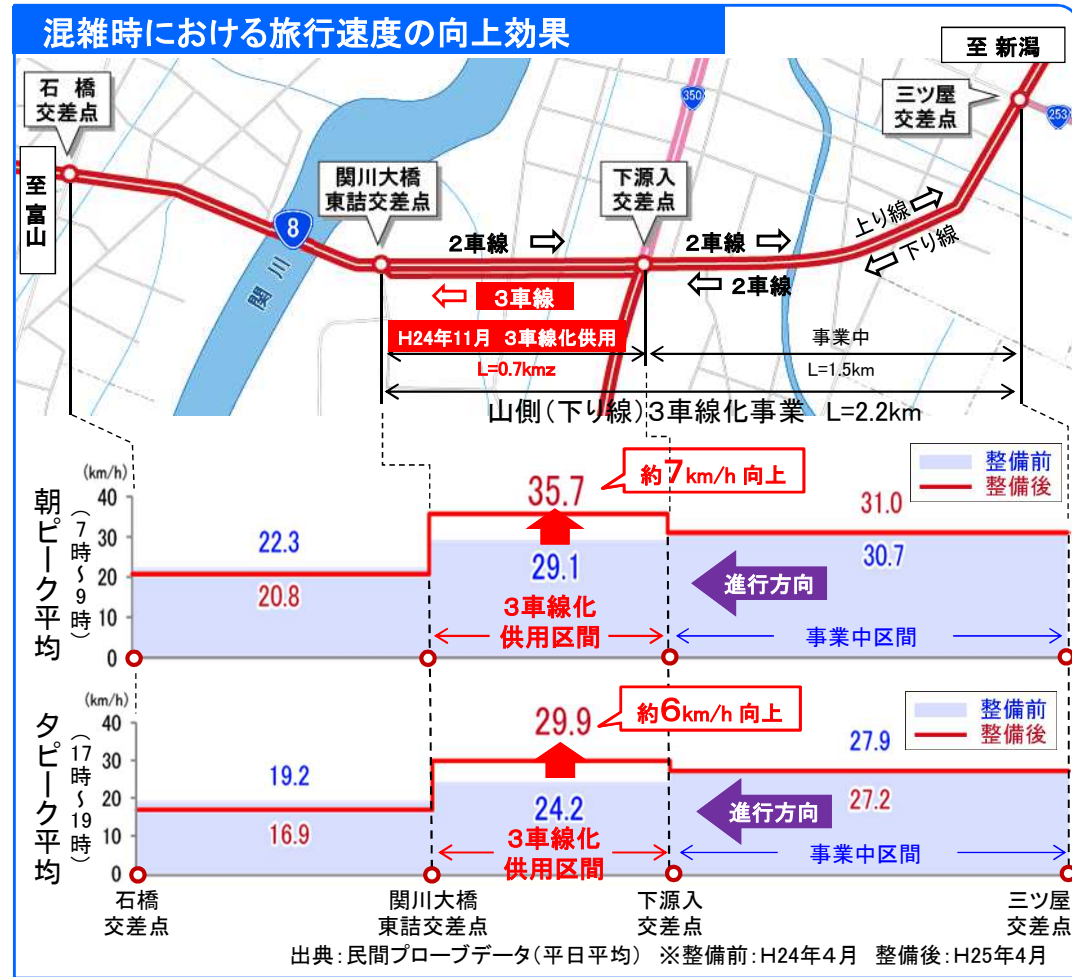 混雑時における旅行速度の向上効果
至 新潟
石 橋
交差点
350
三ツ屋
交差点
253
至富山
関川大橋
東詰交差点
下源入
交差点
8
関川
2車線
2車線
上り線
下り線
3車線
2車線
H24年11月 3車線化供用
L=0.7kmz
事業中
L=1.5km
山側(下り線)3車線化事業 L=2.2km
(km/h)
約7km/h 向上
整備前
整備後
朝ピーク平均
(7時~9時)
40
30
20
10
0
22.3
20.8
35.7
29.1
31.0
30.7
進行方向
3車線化
供用区間
事業中区間
(km/h)
約6km/h 向上
整備前
整備後
タピーク平均
(17時~19時)
40
30
20
10
0
19.2
16.9
29.9
24.2
27.9
27.2
進行方向
3車線化
供用区間
事業中区間
石橋
交差点
関川大橋
東詰交差点
下源入
交差点
三ツ屋
交差点
出典:民間プローブデータ(平日平均) ※整備前:H24年4月 整備後:H25年4月